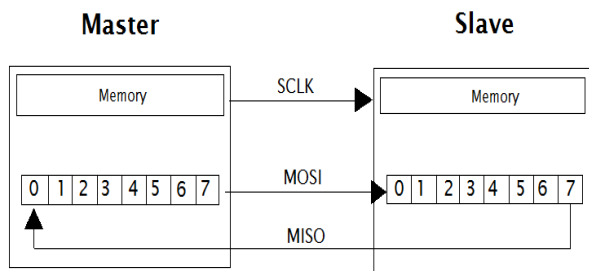 Master
Slave
SCLK
Memory
Memory
MOSI
0 1 2 3 4 5 6 7
0 1 2 3 4 5 6 7
MISO